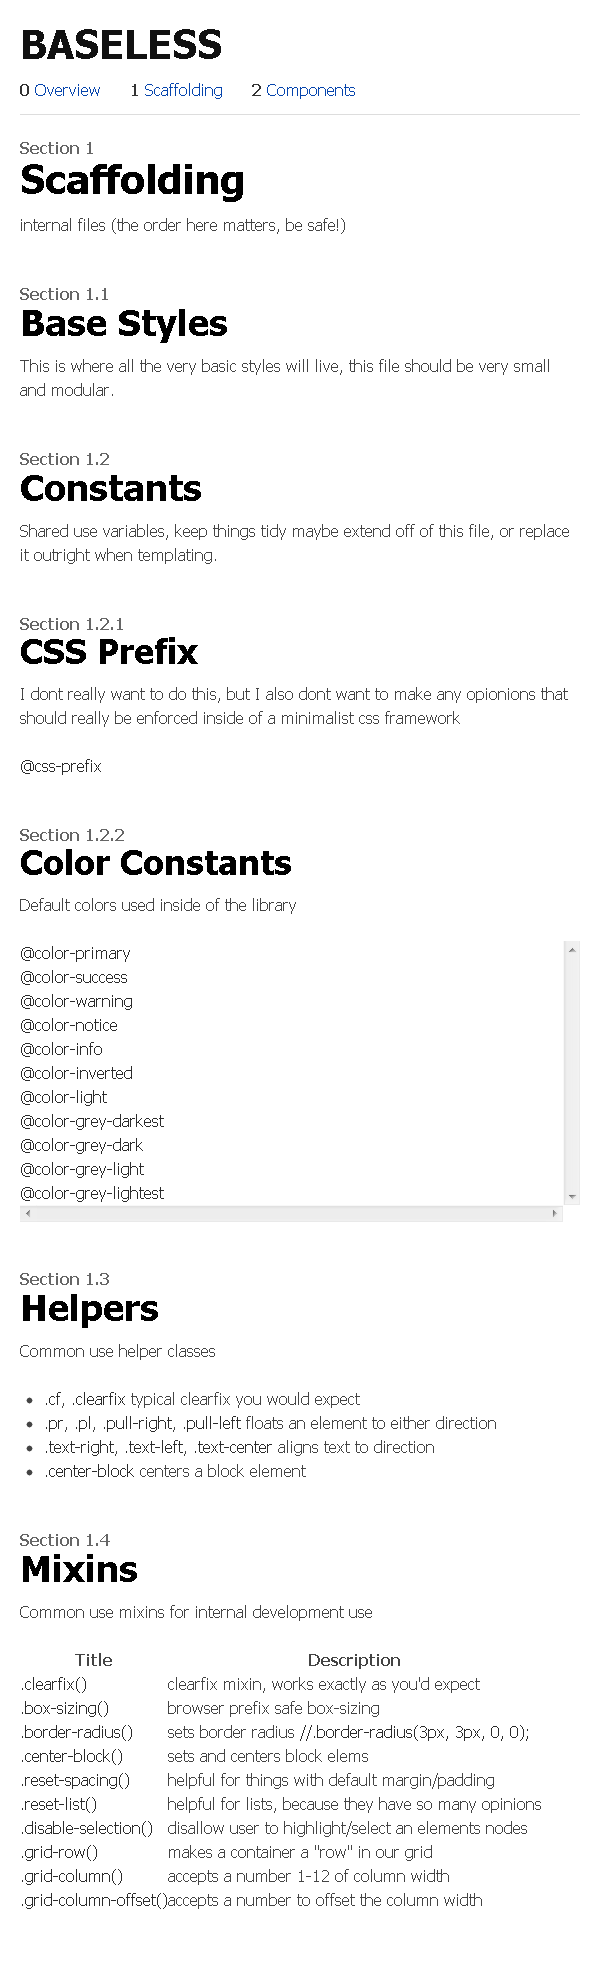 BASELESS
0 Overview 1 Scaffolding 2 Components
Section 1
Scaffolding
internal files (the order here matters, be safe!)
Section 1.1
Base Styles
This is where all the very basic styles will live, this file should be very small
and modular.
Section 1.2
Constants
Shared use variables, keep things tidy maybe extend off of this file, or replace
it outright when templating.
Section 1.2.1
CSS Prefix
I dont really want to do this, but I also dont want to make any opionions that
should really be enforced inside of a minimalist css framework
@css-prefix
Section 1.2.2
Color Constants
Default colors used inside of the library
@color-primary
@color-success
@color-warning
@color-notice
@color-info
@color-inverted
@color-light
@color-grey-darkest
@color-grey-dark
@color-grey-light
@color-grey-lightest
Section 1.3
Helpers
Common use helper classes
• .cf, .clearfix typical clearfix you would expect
• .pr, .pl, .pull-right, .pull-left floats an element to either direction
• .text-right, .text-left, .text-center aligns text to direction
• .center-block centers a block element
Section 1.4
Mixins
Common use mixins for internal development use
Title Description
.clearfix() clearfix mixin, works exactly as you'd expect
.box-sizing() browser prefix safe box-sizing
.border-radius() sets border radius //.border-radius(3px, 3px, 0, 0);
.center-block() sets and centers block elems
.reset-spacing() helpful for things with default margin/padding
.reset-list() helpful for lists, because they have so many opinions
.disable-selection() disallow user to highlight/select an elements nodes
.grid-row() makes a container a "row" in our grid
.grid-column() accepts a number 1-12 of column width
.grid-column-offset() accepts a number to offset the column width